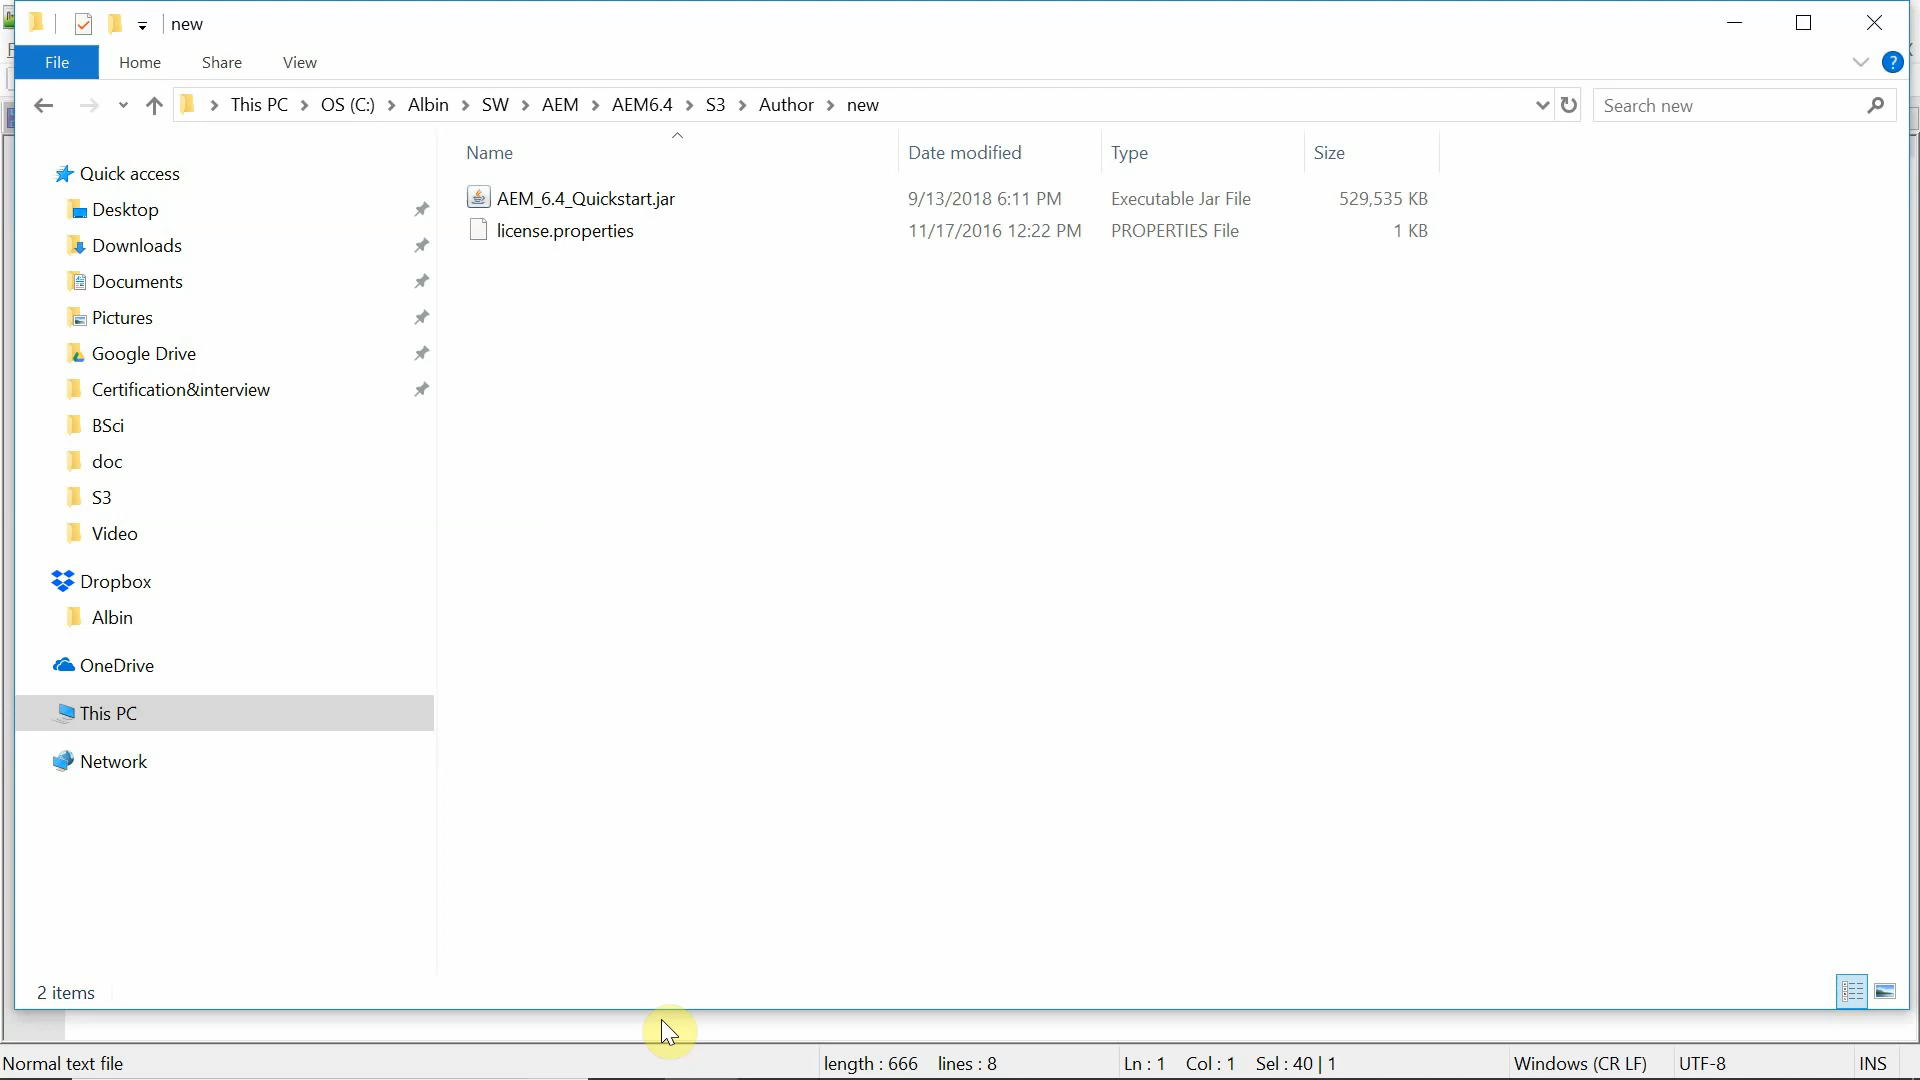 new
File Home Share View
?
This PC OS (C:) Albin SW AEM AEM6.4 S3 Author new
Search new
Name Date modified Type Size
Quick access
AEM_6.4_Quickstart.jar 9/13/2018 6:11 PM Executable Jar File 529,535 KB
Desktop
license.properties 11/17/2016 12:22 PM PROPERTIES File 1 KB
Downloads
Documents
Pictures
Google Drive
Certification&interview
BSci
doc
S3
Video
Dropbox
Albin
OneDrive
This PC
Network
2 items
Normal text file length : 666 lines : 8 Ln : 1 Col : 1 Sel : 40 | 1 Windows (CR LF) UTF-8 INS